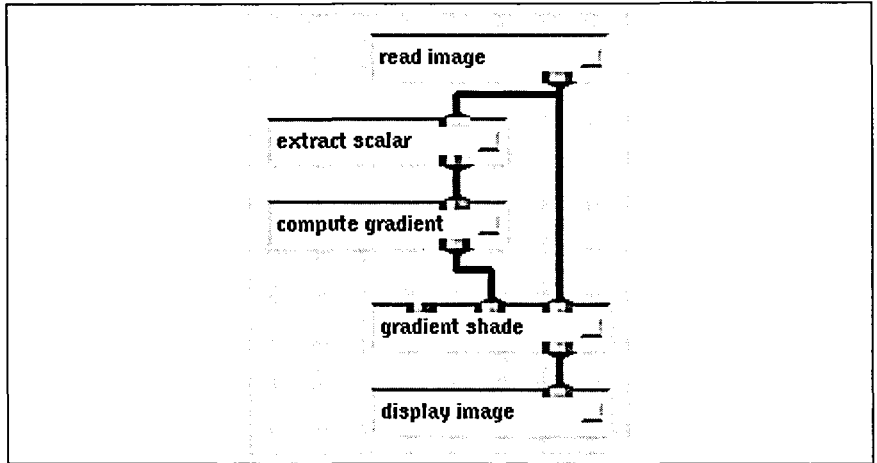 read image
extract scalar
compute gradient
gradient shade
display image